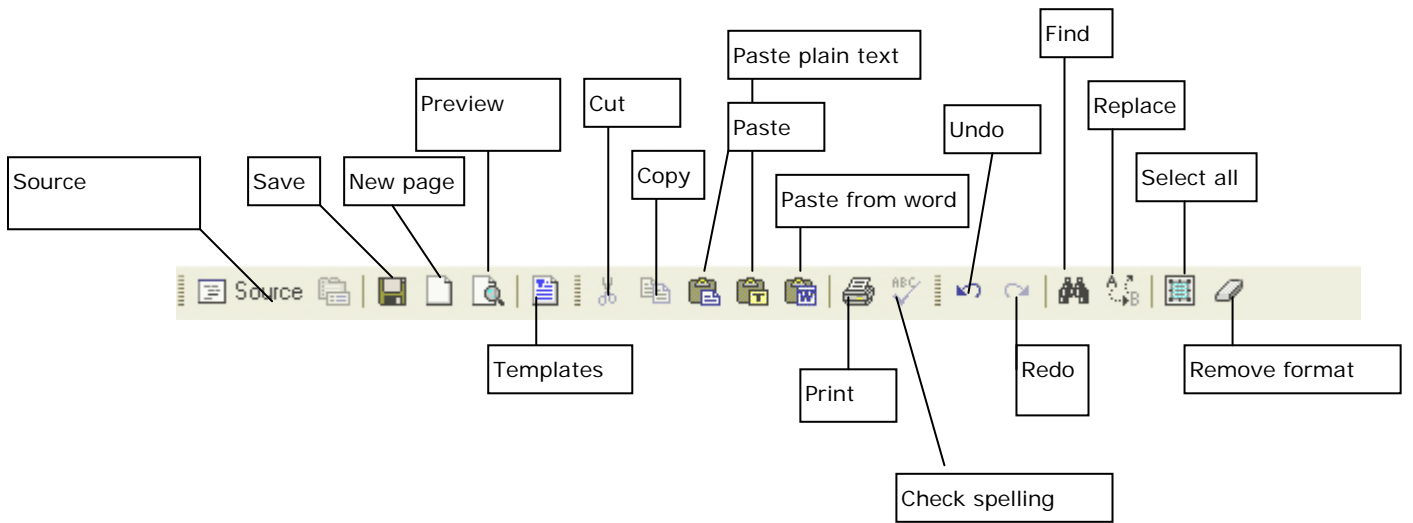 Find
Paste plain text
Preview
Cut
Replace
Paste
Undo
Source
Save
New page
Copy
Select all
Paste from word
Source
ABC
T
W
A
B
Templates
Print
Redo
Remove format
Check spelling